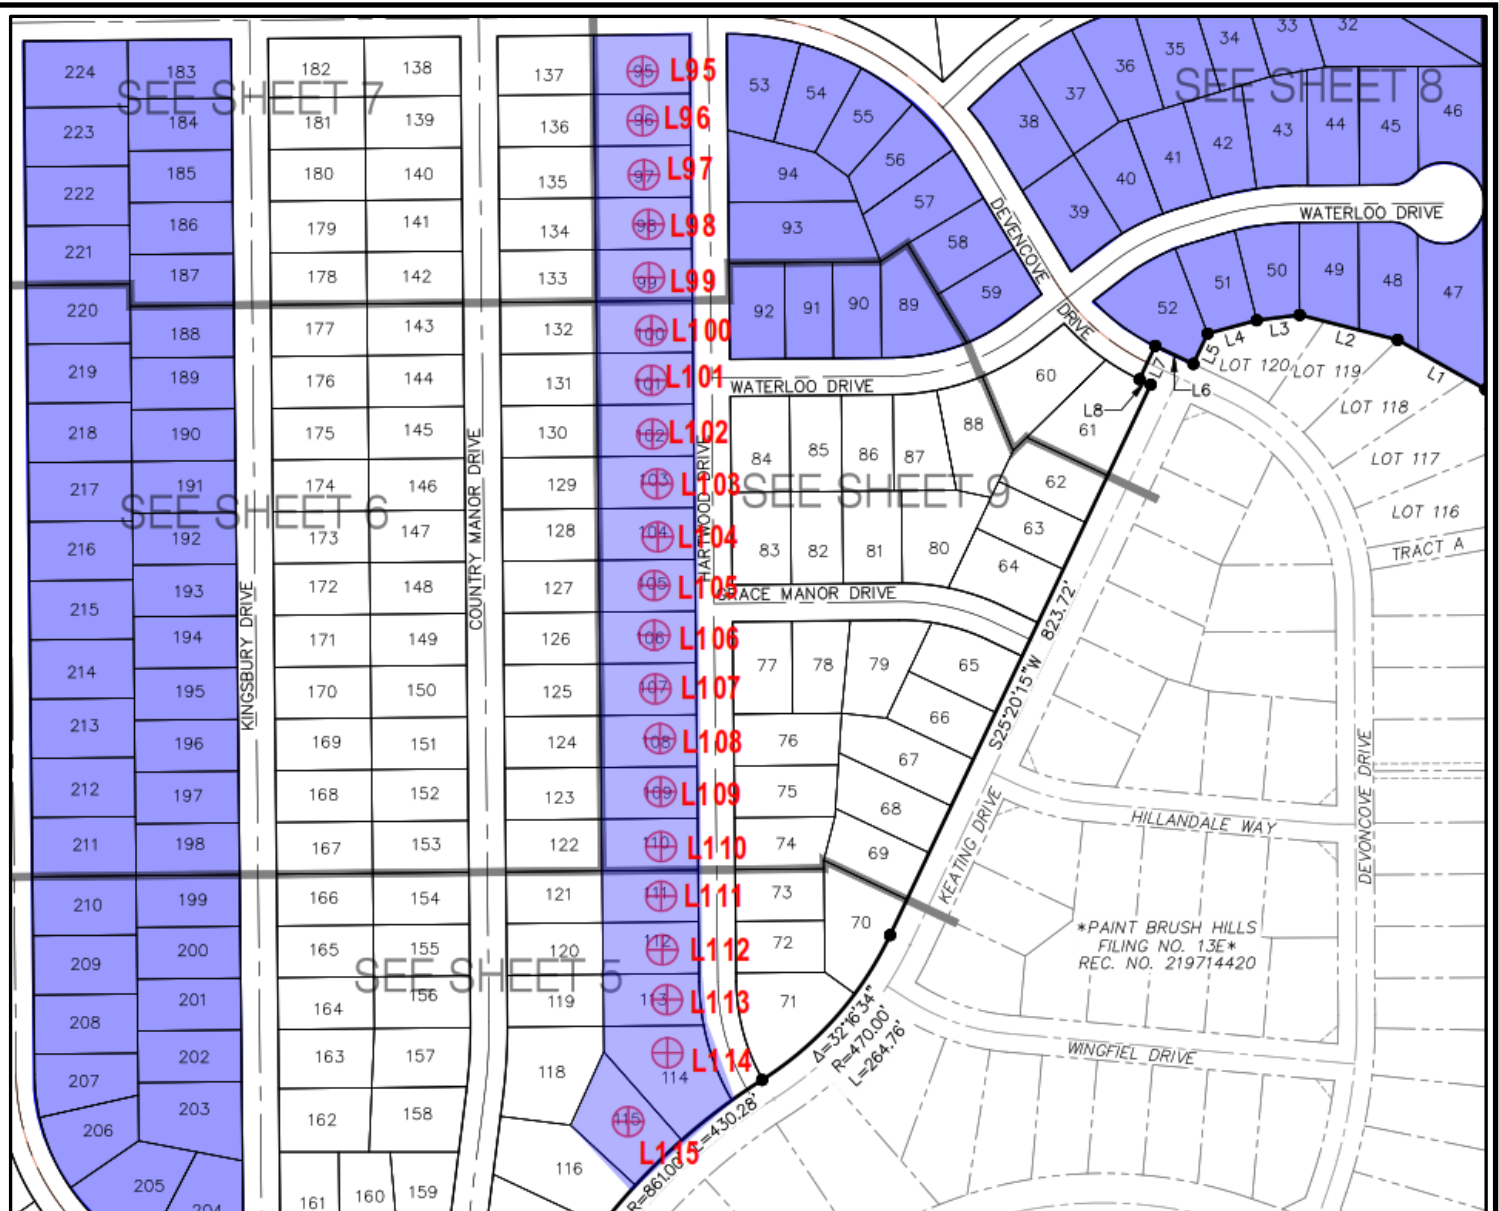 224 183 182 138 137 95 L95 53 54 55 36 35 34 33 32
SEE SHEET 7
SEE SHEET 8
223 184 181 139 136 96 L96 56 38 37 42 43 44 45 46
222 185 180 140 135 97 L97 94 57 40 41
221 186 179 141 134 98 L98 93 58 39
DEVENCOVE
DRIVE
WATERLOO DRIVE
187 178 142 133 99 L99 59 52 51 50 49 48 47
220 188 177 143 132 100 L100 92 91 90 89
L7 L5 L4 L3 L2 L1
L8 L6
LOT 120 LOT 119
LOT 118
LOT 117
LOT 116
TRACT A
219 189 176 144 131 101 L101 60
WATERLOO DRIVE
218 190 175 145 130 102 L102 84 85 86 87 88 61
COUNTRY MANOR DRIVE
HARTWOOD DRIVE
217 191 174 146 129 103 L103 62
SEE SHEET 6
SEE SHEET 9
216 192 173 147 128 104 L104 83 82 81 80 63
215 193 172 148 127 105 L105 64
GRACE MANOR DRIVE
KINGSBURY DRIVE
194 171 149 126 106 L106
214 195 170 150 125 107 L107 77 78 79 65
S25°20'15"W 823.72'
213 196 169 151 124 108 L108 76 66
67
212 197 168 152 123 109 L109 75 68
KEATING DRIVE
HILLANDALE WAY
DEVONCOVE DRIVE
211 198 167 153 122 110 L110 74 69
210 199 166 154 121 111 L111 73 70
*PAINT BRUSH HILLS
FILING NO. 13E*
REC. NO. 219714420
209 200 165 155 120 112 L112 72
SEE SHEET 5
208 201 164 156 119 113 L113 71
Δ=32°16'34"
R=470.00'
L=264.76'
WINGFIEL DRIVE
207 202 163 157 118 114 L114
206 203 162 158 115 L115
R=861.00' L=430.28'
205 204 161 160 159 116